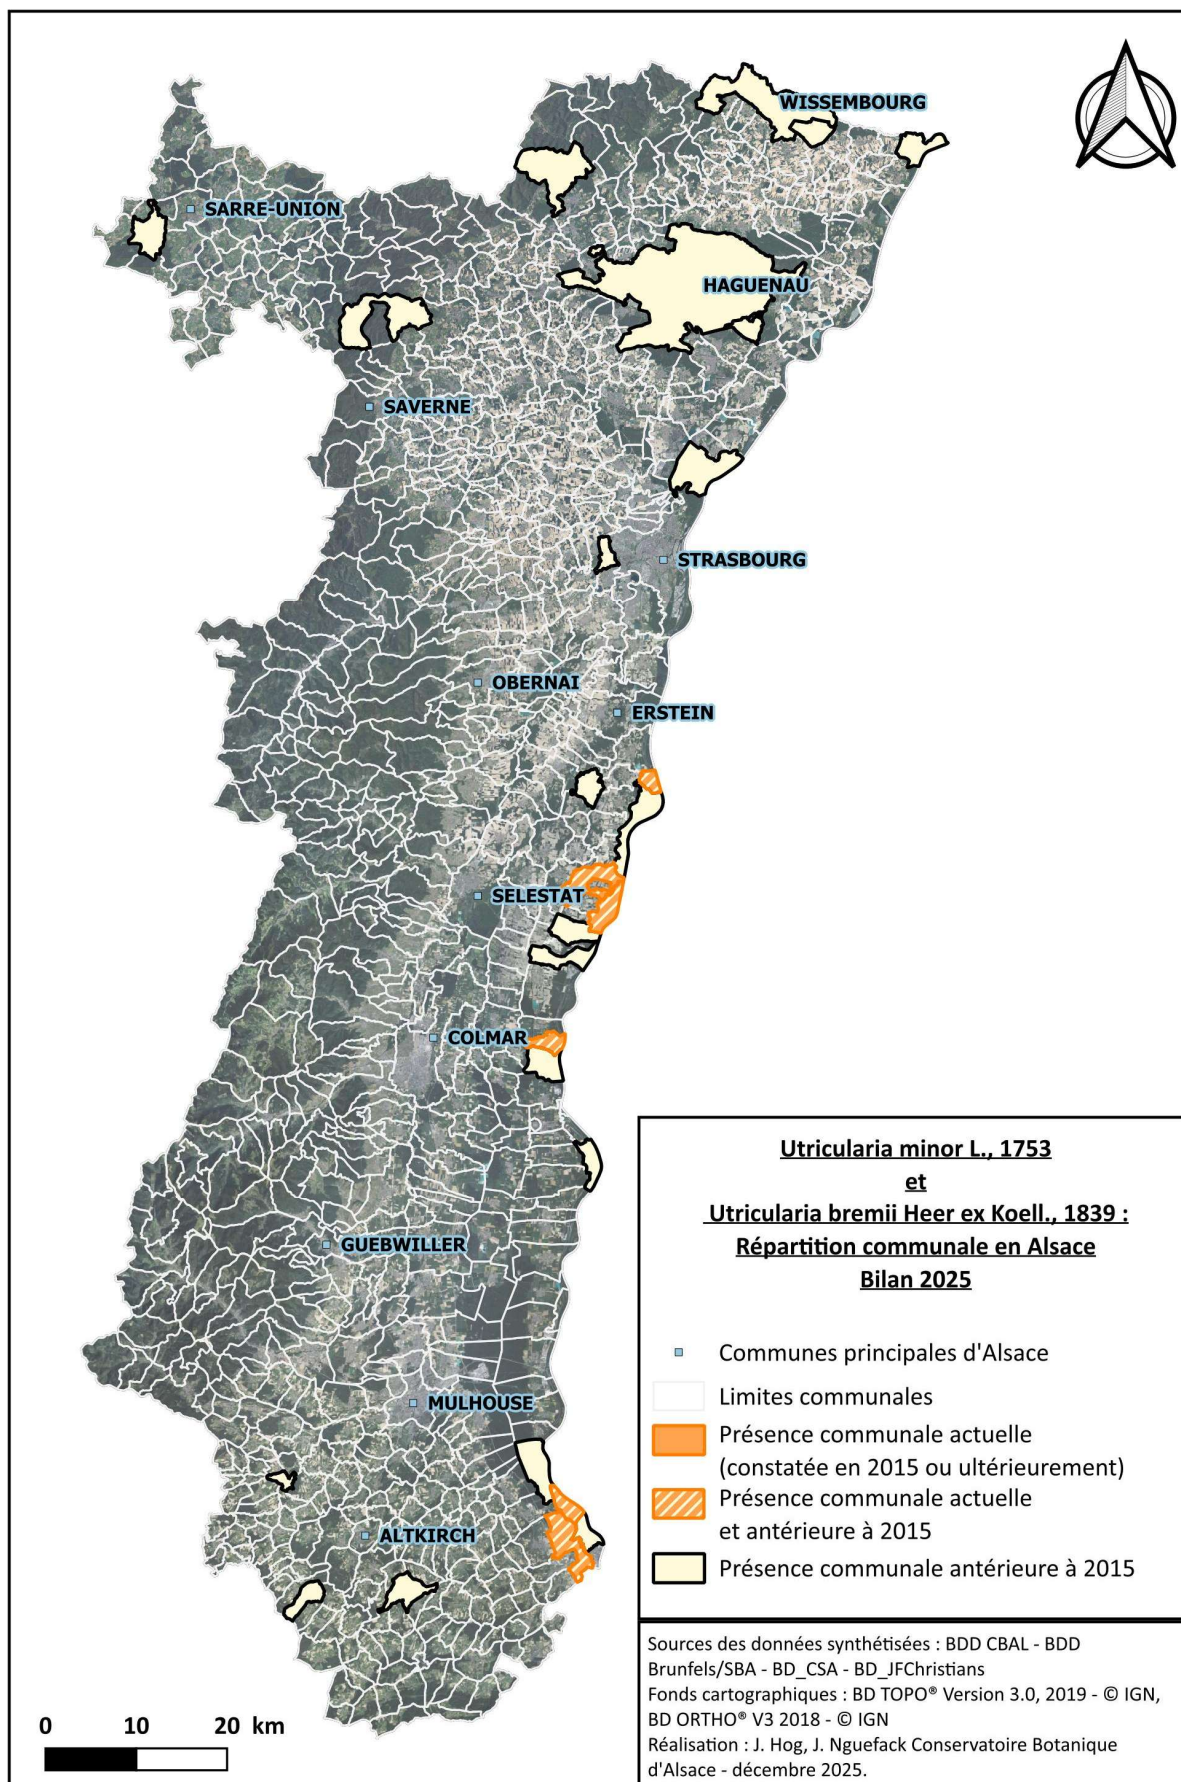 WISSEMBOURG
SARRE-UNION
HAGUENAU
SAVERNE
STRASBOURG
OBERNAI
ERSTEIN
SELESTAT
COLMAR
GUEBWILLER
MULHOUSE
ALTKIRCH
0 10 20 km
Utricularia minor L., 1753
et
Utricularia bremii Heer ex Koell., 1839 :
Répartition communale en Alsace
Bilan 2025
Communes principales d'Alsace
Limites communales
Présence communale actuelle
(constatée en 2015 ou ultérieurement)
Présence communale actuelle
et antérieure à 2015
Présence communale antérieure à 2015
Sources des données synthétisées : BDD CBAL - BDD
Brunfels/SBA - BD_CSA - BD_JFChristians
Fonds cartographiques : BD TOPO® Version 3.0, 2019 - © IGN,
BD ORTHO® V3 2018 - © IGN
Réalisation : J. Hog, J. Nguefack Conservatoire Botanique
d'Alsace - décembre 2025.